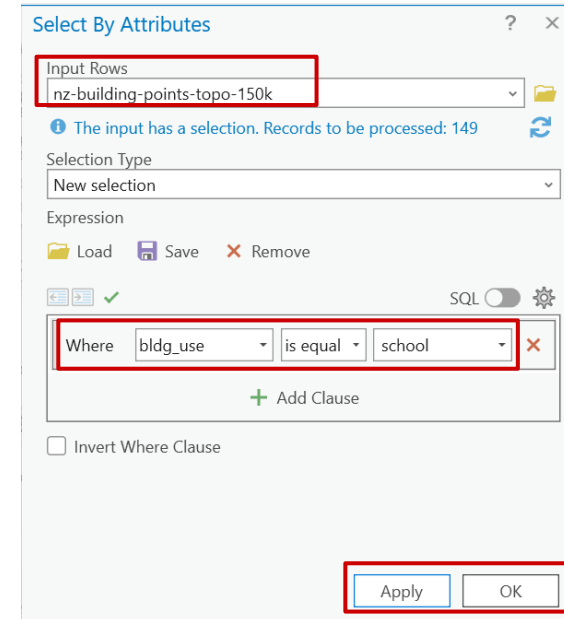 Select By Attributes ? ×
Input Rows
nz-building-points-topo-150k
The input has a selection. Records to be processed: 149
Selection Type
New selection
Expression
Load Save Remove
SQL
Where bldg_use is equal school
+ Add Clause
Invert Where Clause
Apply OK